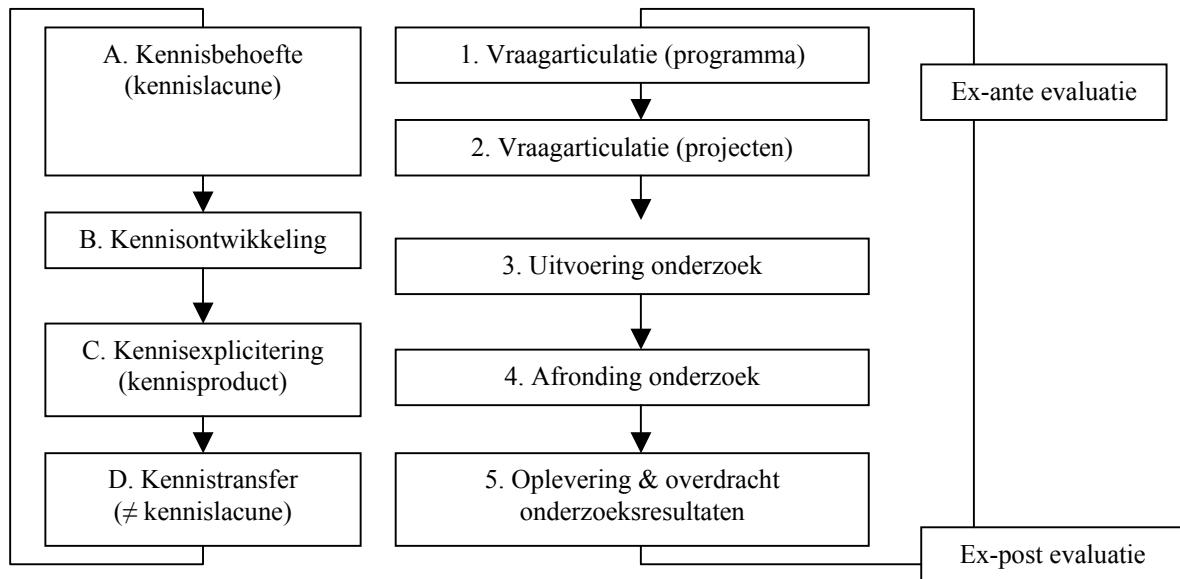 A. Kennisbehoefte
(kennislacune)
B. Kennisontwikkeling
C. Kennisexplicitering
(kennisproduct)
D. Kennistransfer
(≠ kennislacune)
1. Vraagarticulatie (programma)
2. Vraagarticulatie (projecten)
3. Uitvoering onderzoek
4. Afronding onderzoek
5. Oplevering & overdracht
onderzoeksresultaten
Ex-ante evaluatie
Ex-post evaluatie